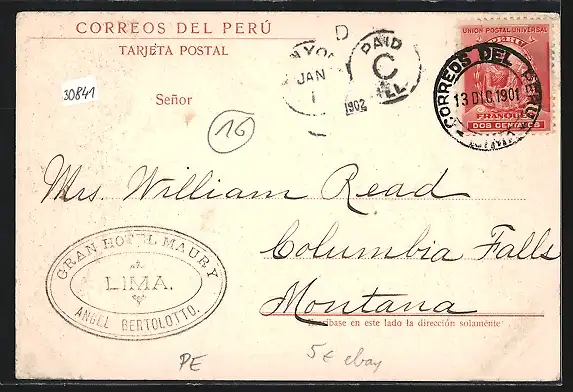 CORREOS DEL PERÚ
TARJETA POSTAL
Señor
30841
16
D
JAN
1
1902
PAID
C
UNION POSTAL UNIVERSAL
PERU
FRANQUEO
DOS CENTAVOS
CORREOS DEL PERÚ
13 DIC 1901
Mrs. William Read
Columbia Falls
Montana
GRAN HOTEL MAURY
LIMA.
ANGEL BERTOLOTTO.
Escríbase en este lado la dirección solamente
PE
5€ ebay